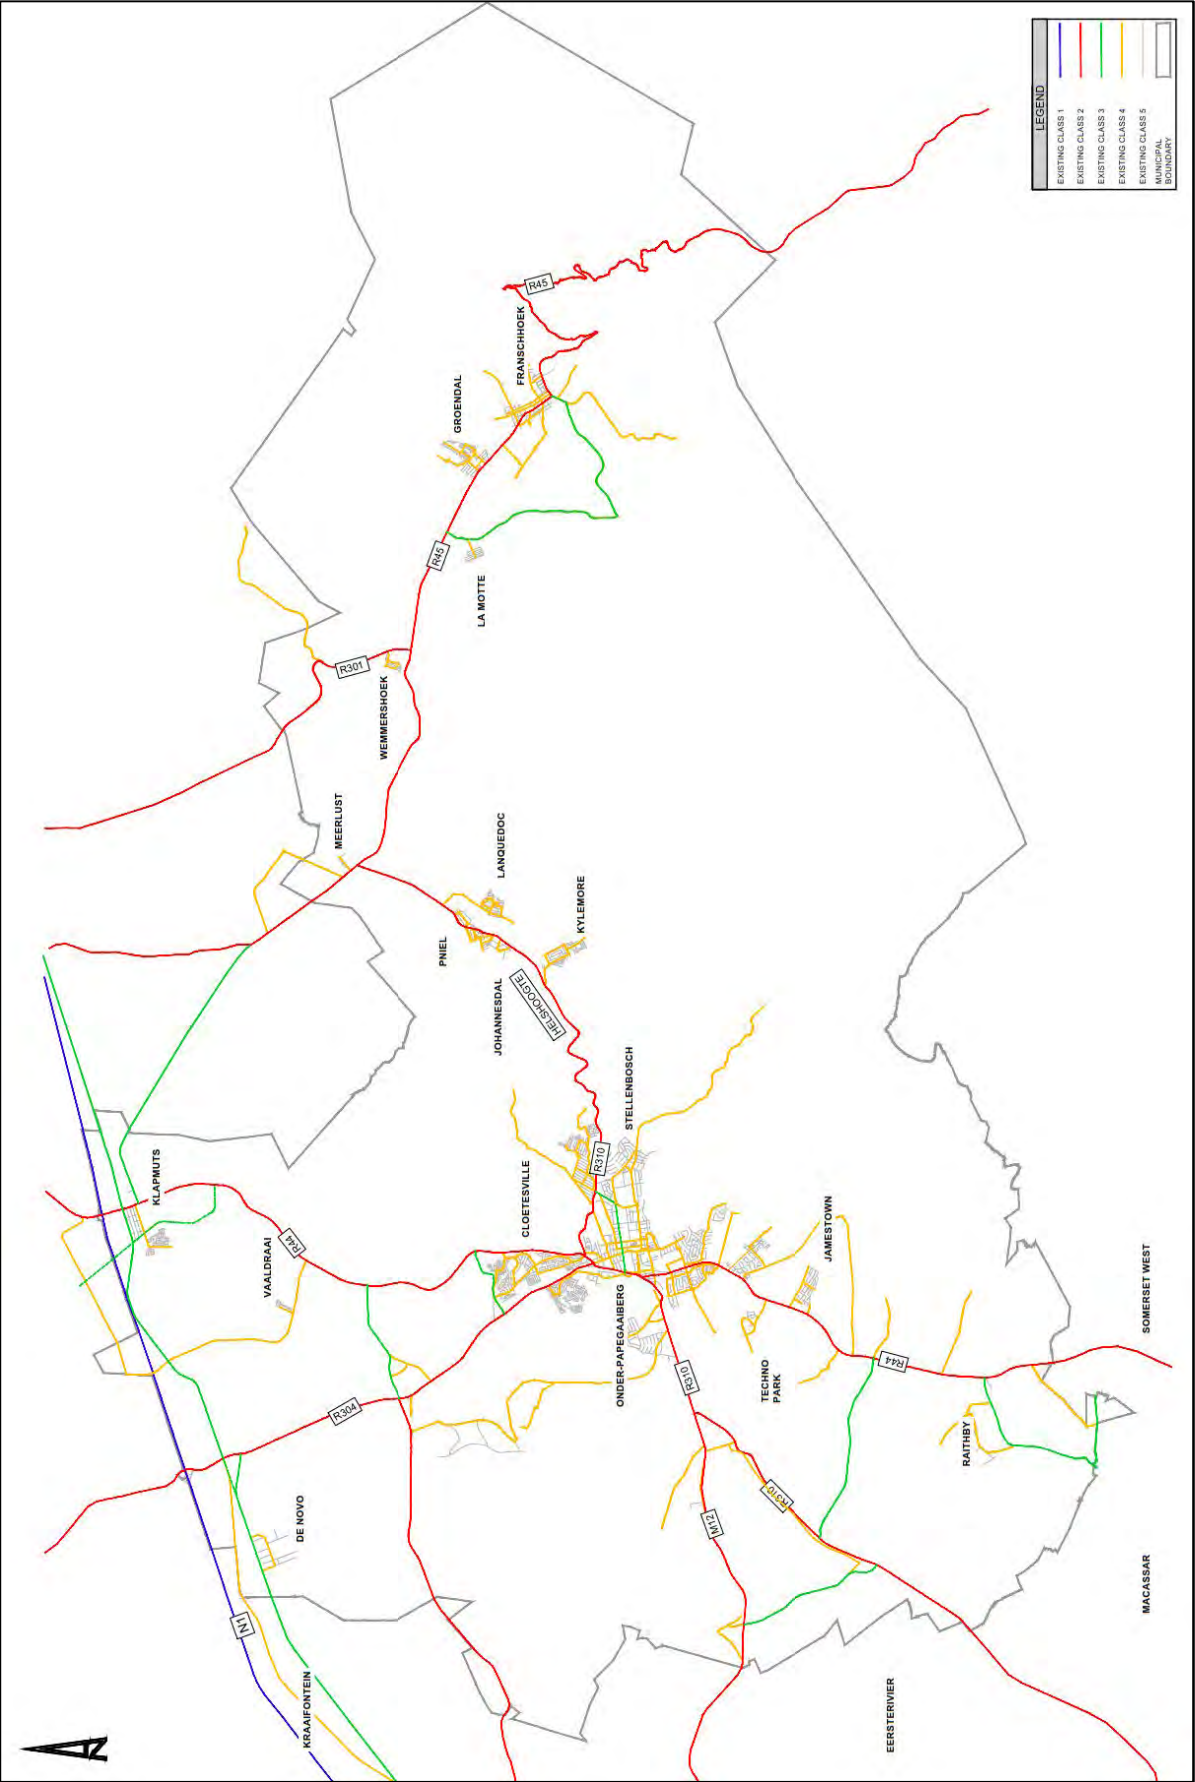 LEGEND
EXISTING CLASS 1
EXISTING CLASS 2
EXISTING CLASS 3
EXISTING CLASS 4
EXISTING CLASS 5
MUNICIPAL
BOUNDARY
N
KRAAIFONTEIN
N1
DE NOVO
R304
VAALDRAAI
R44
KLAPMUTS
MEERLUST
WEMMERSHOEK
R301
R45
LA MOTTE
GROENDAL
FRANSCHHOEK
R45
LANQUEDOC
PNIEL
KYLEMORE
JOHANNESDAL
HELSHOOGTE
STELLENBOSCH
R310
CLOETESVILLE
ONDER-PAPEGAAIBERG
R310
TECHNO
PARK
JAMESTOWN
R44
M12
R310
RAITHBY
SOMERSET WEST
MACASSAR
EERSTERIVIER